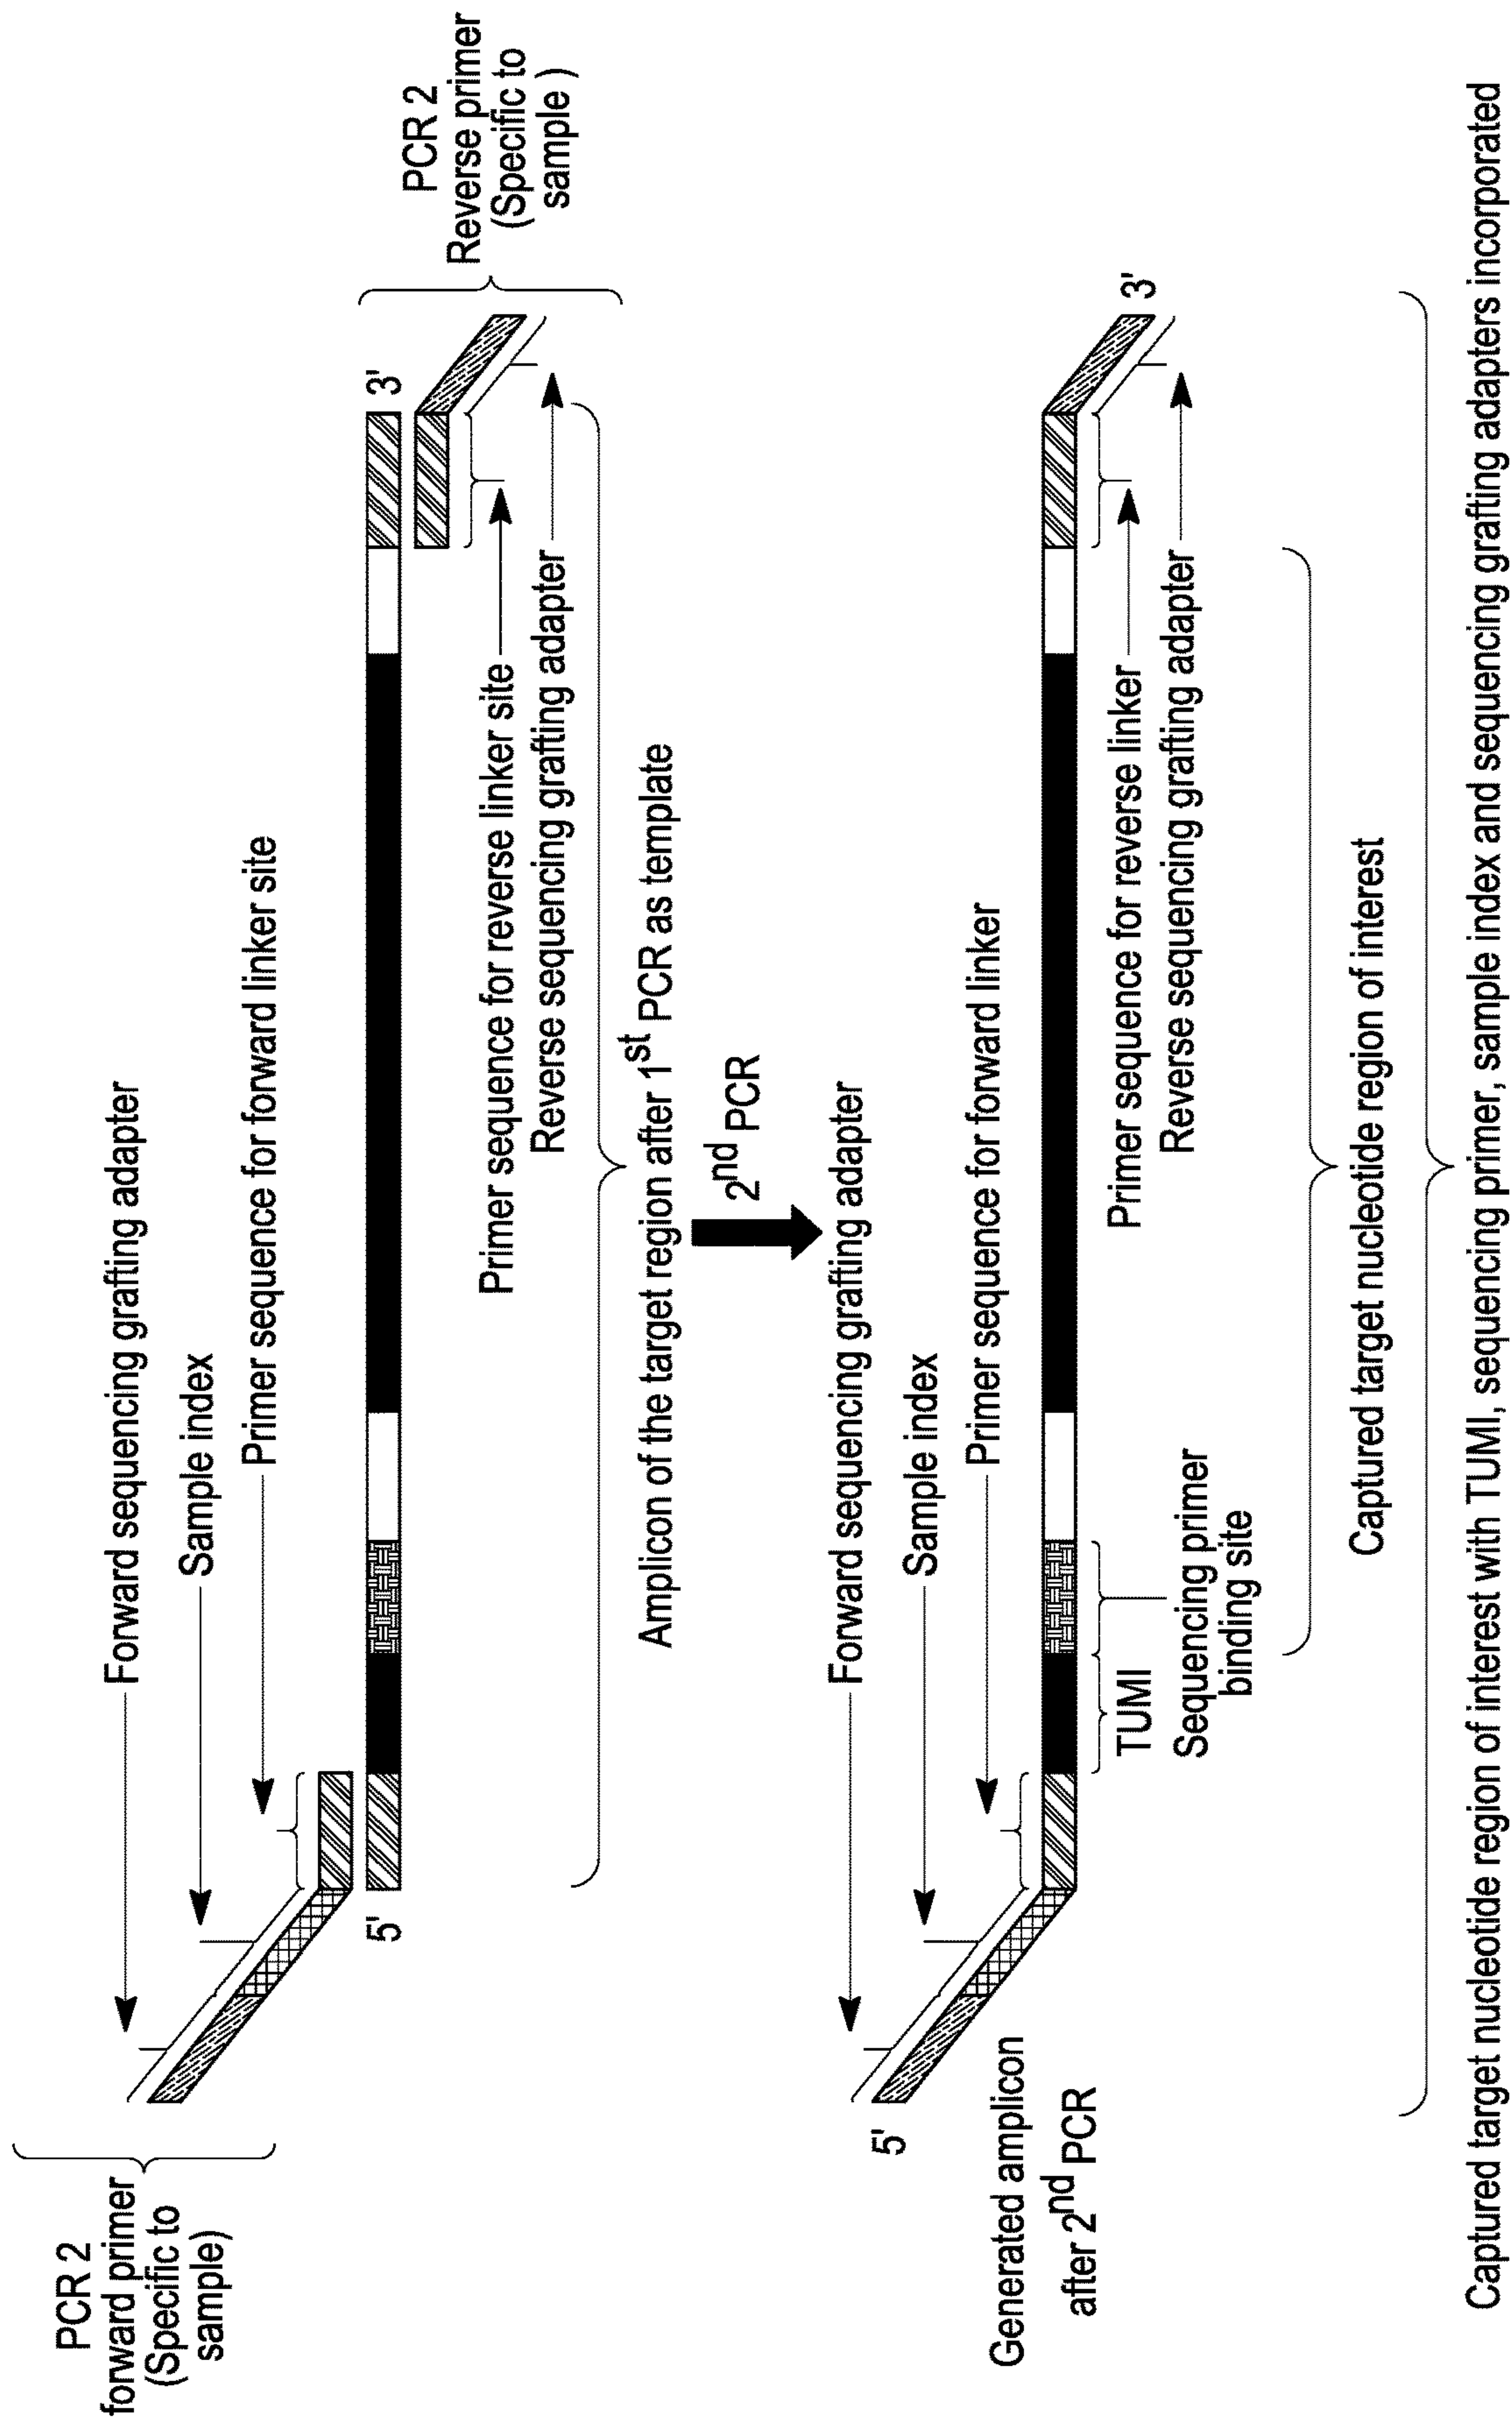 PCR 2
forward primer
(Specific to
sample)
Forward sequencing grafting adapter
Sample index
Primer sequence for forward linker site
PCR 2
Reverse primer
(Specific to
sample )
5'
3'
Primer sequence for reverse linker site
Reverse sequencing grafting adapter
Amplicon of the target region after 1st PCR as template
2nd PCR
Forward sequencing grafting adapter
Sample index
Primer sequence for forward linker
5'
3'
Generated amplicon
after 2nd PCR
TUMI
Sequencing primer
binding site
Primer sequence for reverse linker
Reverse sequencing grafting adapter
Captured target nucleotide region of interest
Captured target nucleotide region of interest with TUMI, sequencing primer, sample index and sequencing grafting adapters incorporated